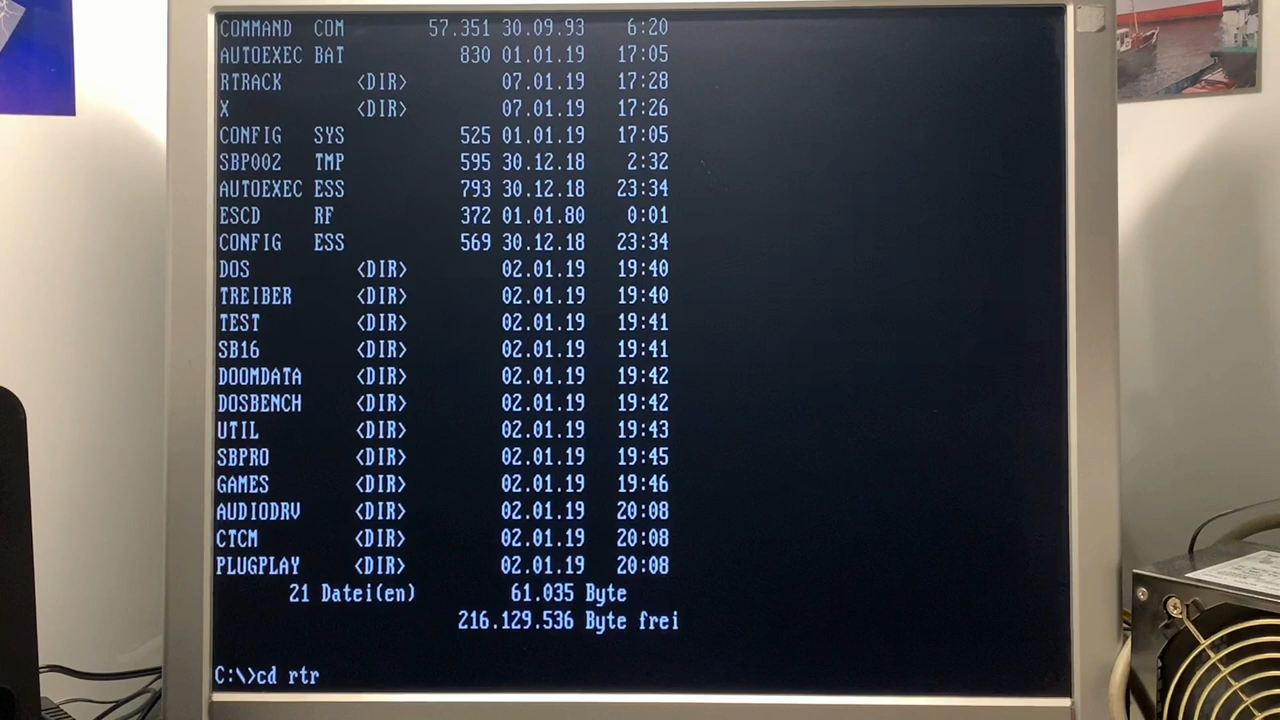 COMMAND COM 57.351 30.09.93 6:20
AUTOEXEC BAT 830 01.01.19 17:05
RTRACK <DIR> 07.01.19 17:28
X <DIR> 07.01.19 17:26
CONFIG SYS 525 01.01.19 17:05
SBP002 TMP 595 30.12.18 2:32
AUTOEXEC ESS 793 30.12.18 23:34
ESCD RF 372 01.01.80 0:01
CONFIG ESS 569 30.12.18 23:34
DOS <DIR> 02.01.19 19:40
TREIBER <DIR> 02.01.19 19:40
TEST <DIR> 02.01.19 19:41
SB16 <DIR> 02.01.19 19:41
DOOMDATA <DIR> 02.01.19 19:42
DOSBENCH <DIR> 02.01.19 19:42
UTIL <DIR> 02.01.19 19:43
SBPRO <DIR> 02.01.19 19:45
GAMES <DIR> 02.01.19 19:46
AUDIODRV <DIR> 02.01.19 20:08
CTCM <DIR> 02.01.19 20:08
PLUGPLAY <DIR> 02.01.19 20:08
21 Datei(en) 61.035 Byte
216.129.536 Byte frei
C:\>cd rtr